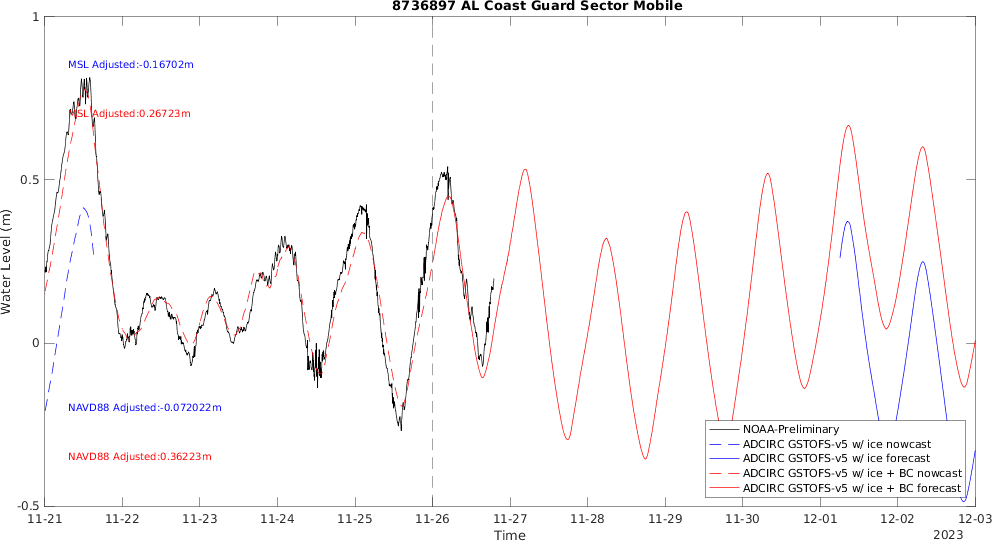 8736897 AL Coast Guard Sector Mobile
1
MSL Adjusted:-0.16702m
MSL Adjusted:0.26723m
0.5
Water Level (m)
0
NAVD88 Adjusted:-0.072022m
NAVD88 Adjusted:0.36223m
NOAA-Preliminary
ADCIRC GSTOFS-v5 w/ ice nowcast
ADCIRC GSTOFS-v5 w/ ice forecast
ADCIRC GSTOFS-v5 w/ ice + BC nowcast
ADCIRC GSTOFS-v5 w/ ice + BC forecast
-0.5
11-21 11-22 11-23 11-24 11-25 11-26 11-27 11-28 11-29 11-30 12-01 12-02 12-03
Time
2023